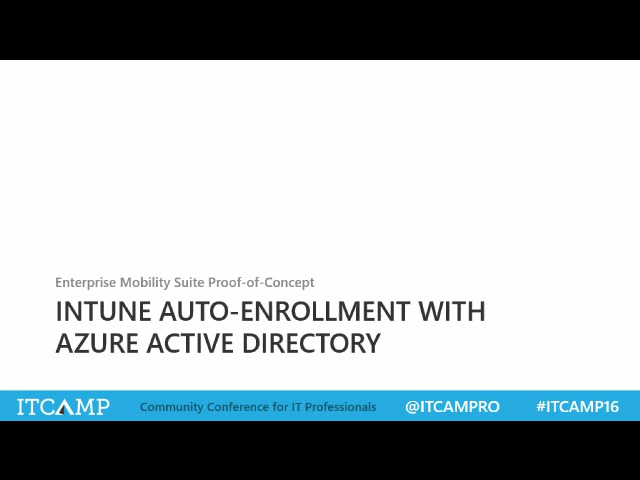 Enterprise Mobility Suite Proof-of-Concept
INTUNE AUTO-ENROLLMENT WITH
AZURE ACTIVE DIRECTORY
ITCAMP Community Conference for IT Professionals @ITCAMPRO #ITCAMP16